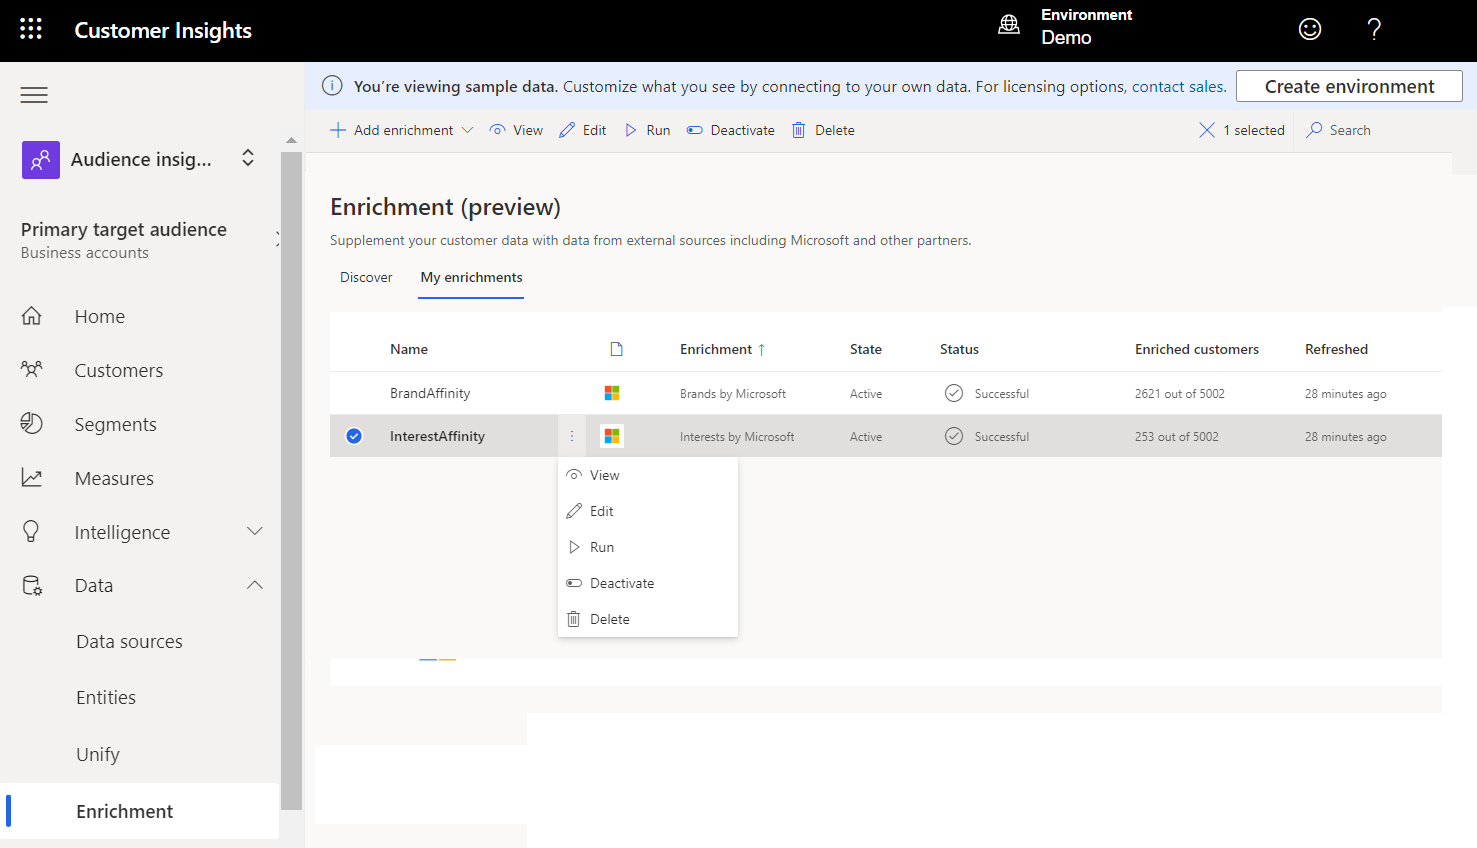 Customer Insights
Environment
Demo
?
You're viewing sample data. Customize what you see by connecting to your own data. For licensing options, contact sales.
Create environment
Add enrichment
View
Edit
Run
Deactivate
Delete
1 selected
Search
Audience insig...
Primary target audience
Business accounts
Home
Customers
Segments
Measures
Intelligence
Data
Data sources
Entities
Unify
Enrichment
Enrichment (preview)
Supplement your customer data with data from external sources including Microsoft and other partners.
Discover
My enrichments
Name Enrichment ↑ State Status Enriched customers Refreshed
BrandAffinity Brands by Microsoft Active Successful 2621 out of 5002 28 minutes ago
InterestAffinity Interests by Microsoft Active Successful 253 out of 5002 28 minutes ago
View
Edit
Run
Deactivate
Delete